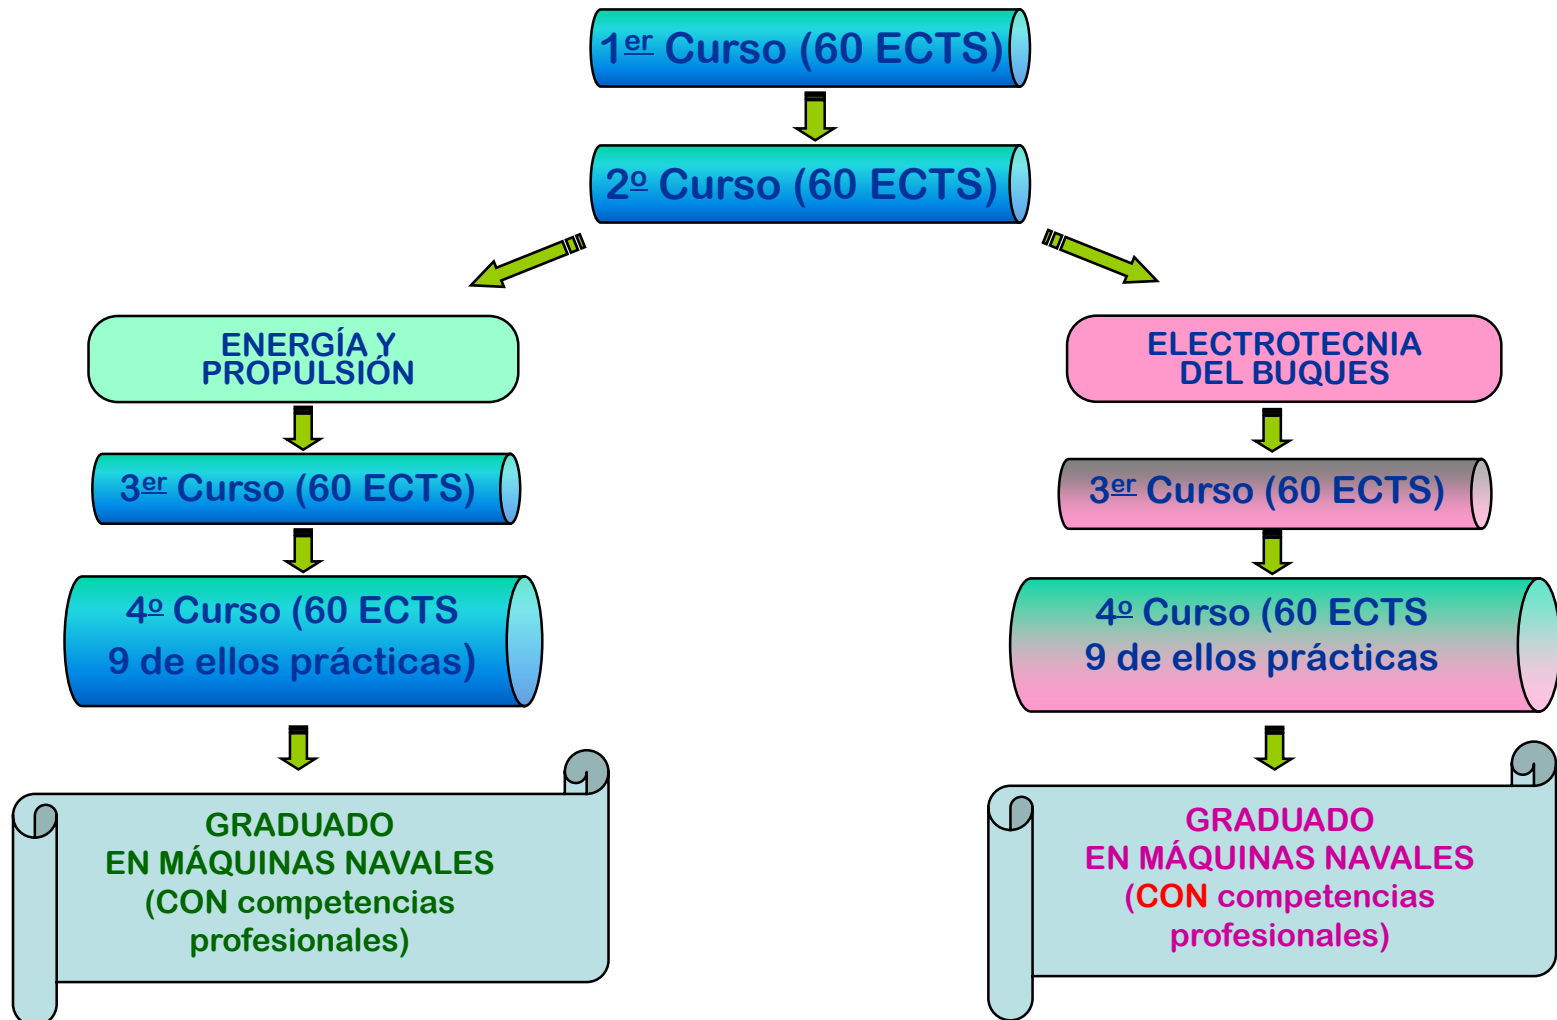 1er Curso (60 ECTS)
2º Curso (60 ECTS)
ENERGÍA Y
PROPULSIÓN
3er Curso (60 ECTS)
4º Curso (60 ECTS
9 de ellos prácticas)
GRADUADO
EN MÁQUINAS NAVALES
(CON competencias
profesionales)
ELECTROTECNIA
DEL BUQUES
3er Curso (60 ECTS)
4º Curso (60 ECTS
9 de ellos prácticas
GRADUADO
EN MÁQUINAS NAVALES
(CON competencias
profesionales)